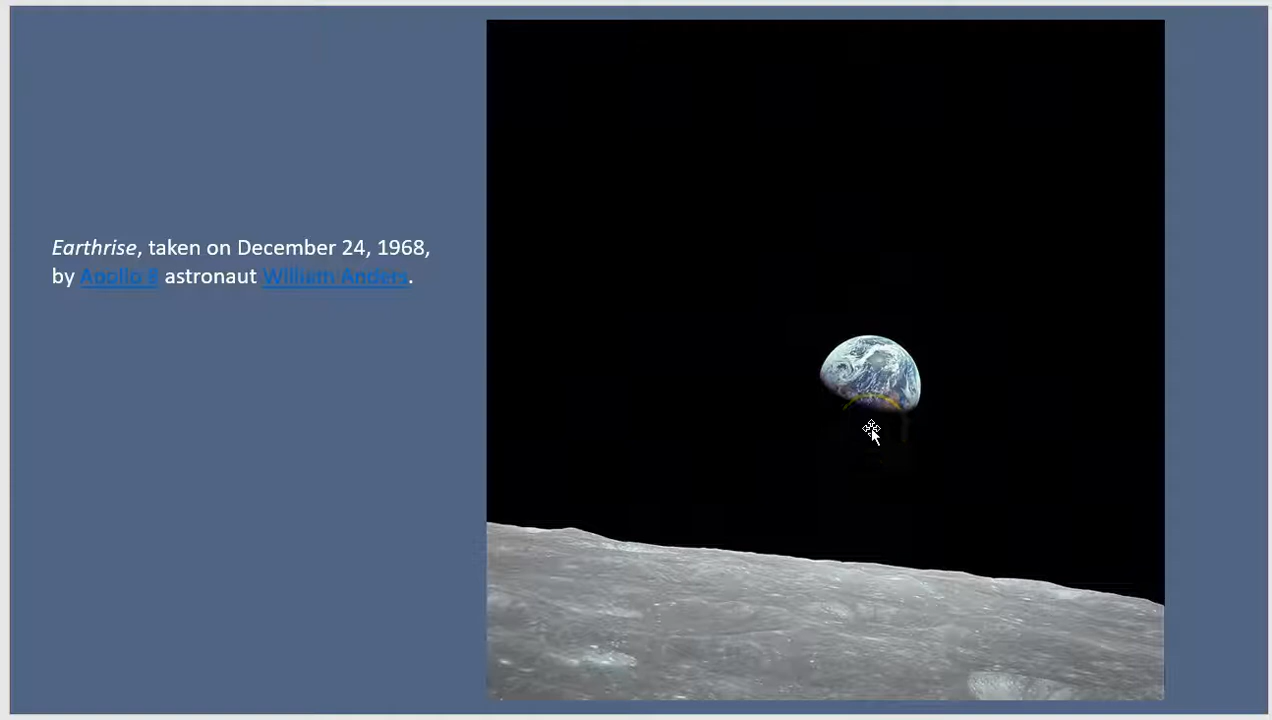 Earthrise, taken on December 24, 1968,
by Apollo 8 astronaut William Anders.